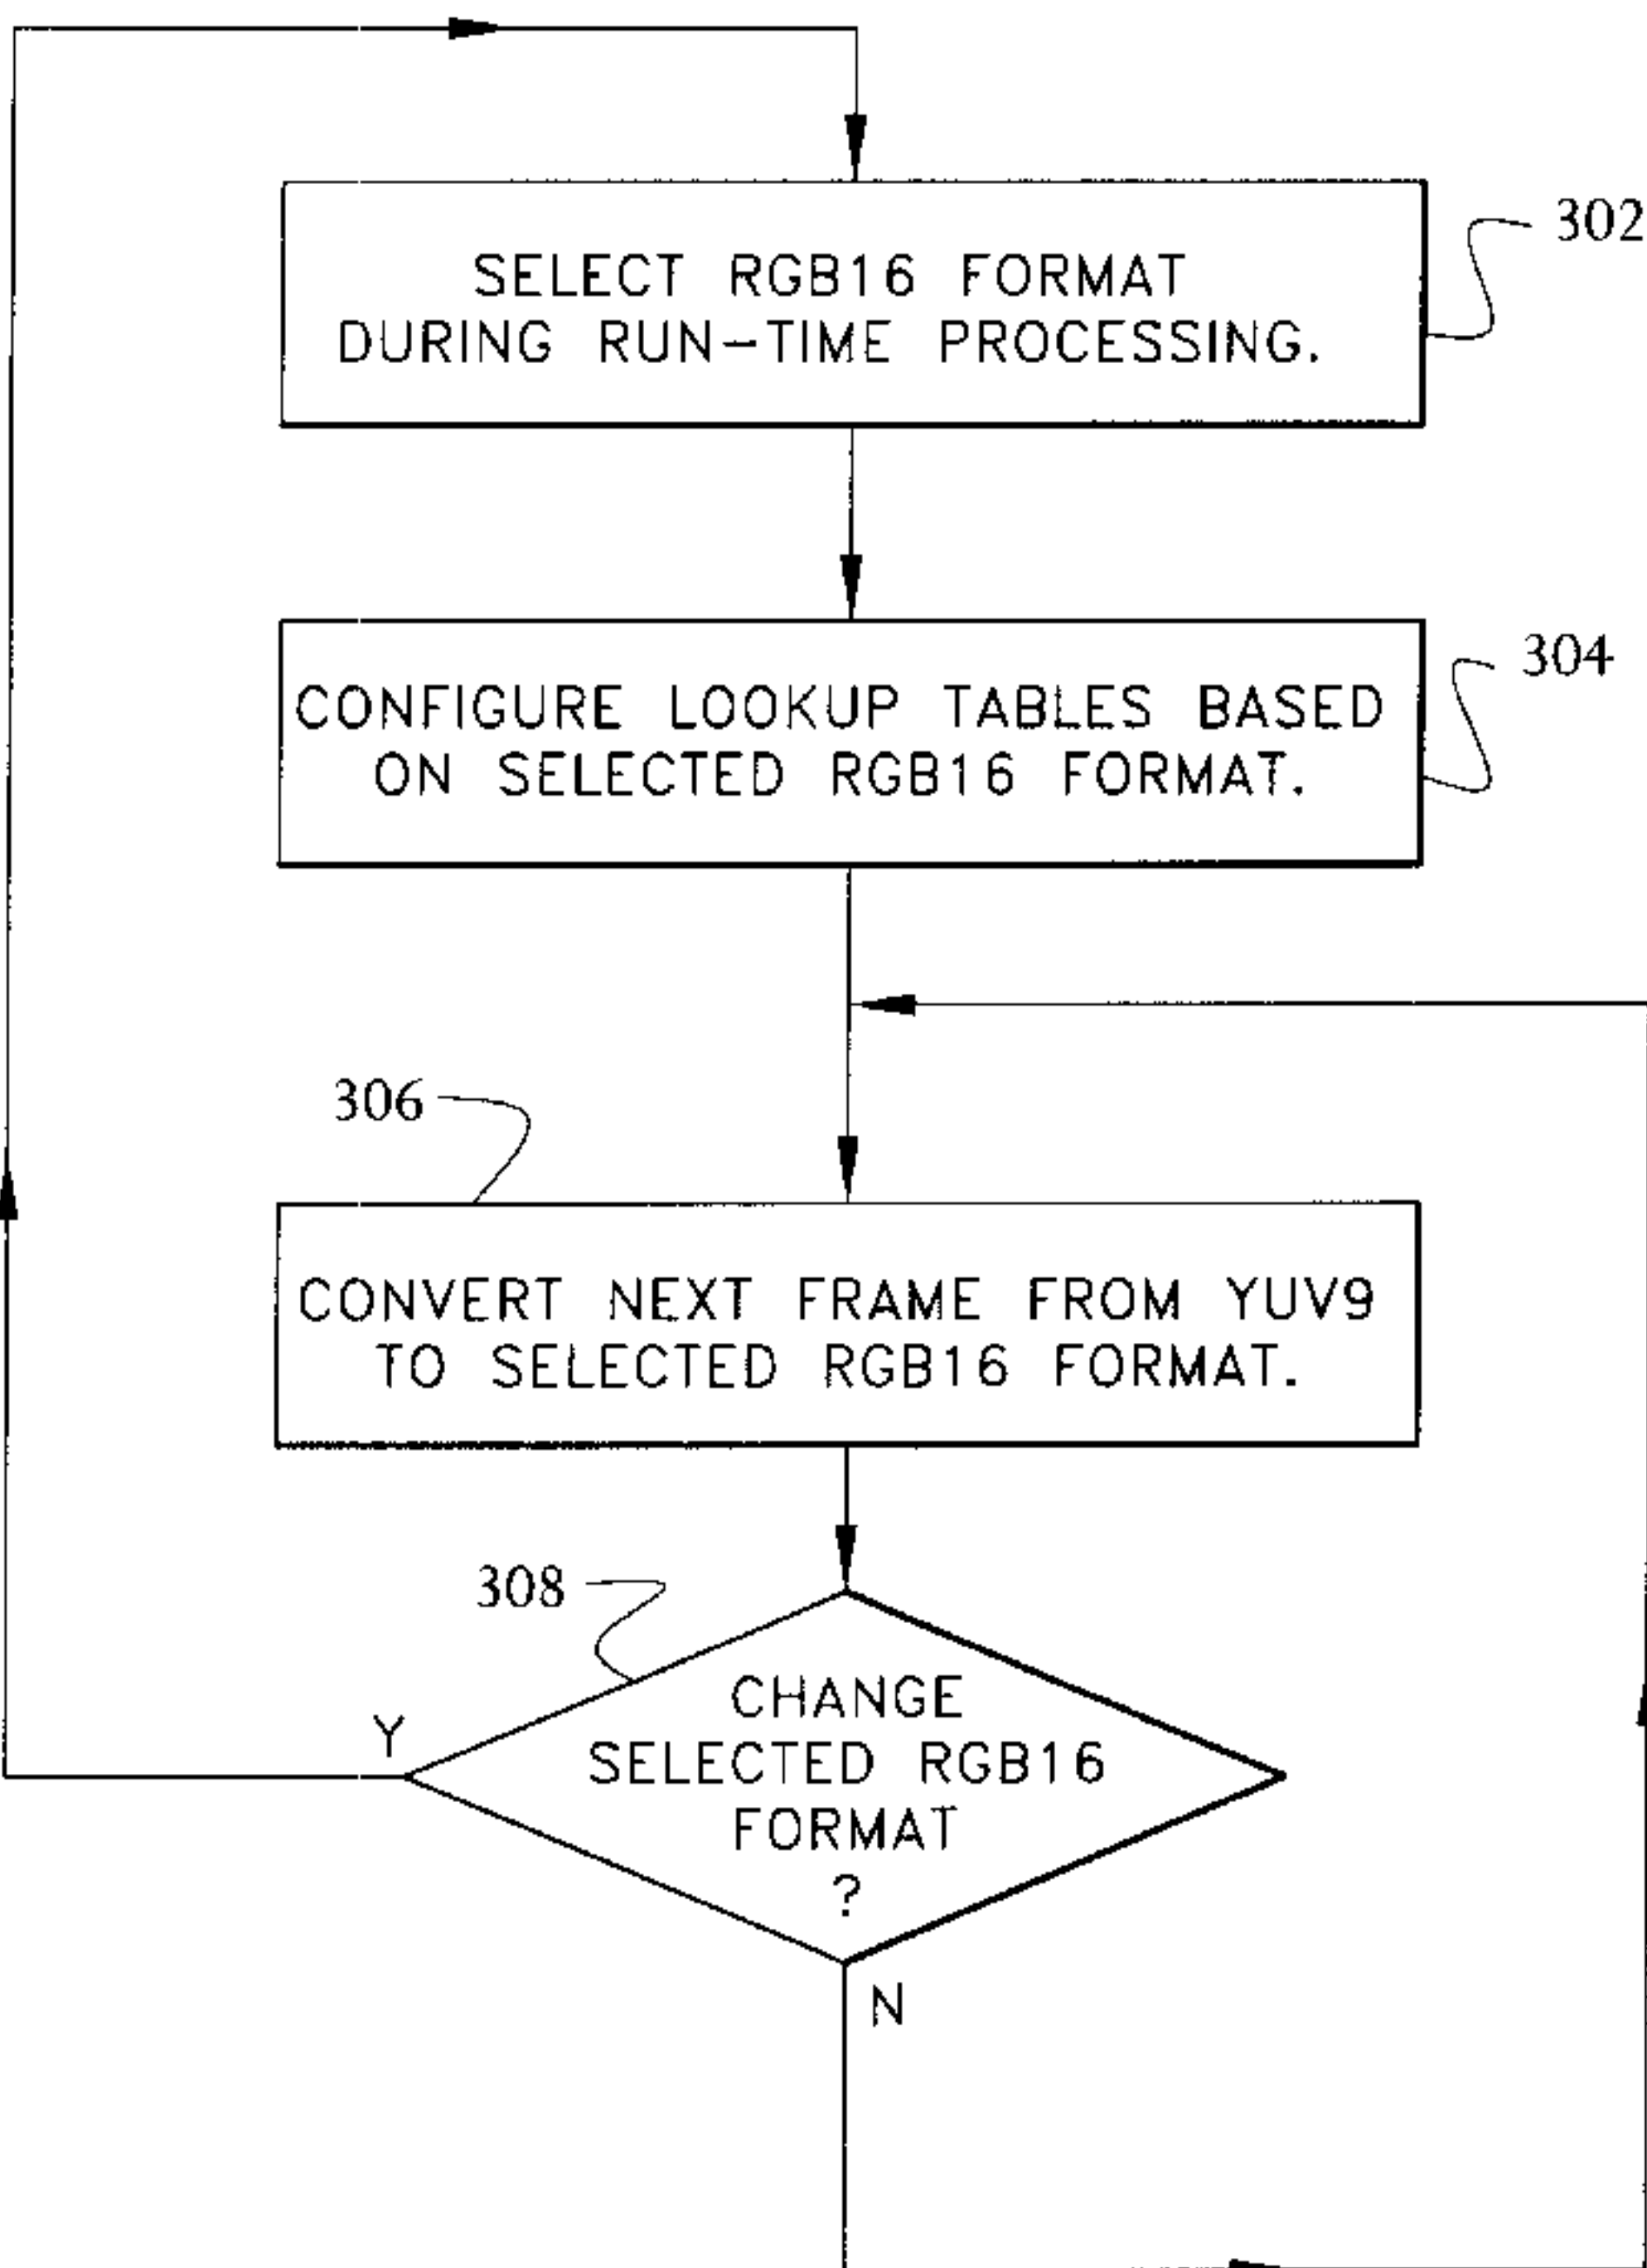 302
SELECT RGB16 FORMAT
DURING RUN-TIME PROCESSING.
304
CONFIGURE LOOKUP TABLES BASED
ON SELECTED RGB16 FORMAT.
306
CONVERT NEXT FRAME FROM YUV9
TO SELECTED RGB16 FORMAT.
308
CHANGE
SELECTED RGB16
FORMAT
?
Y
N